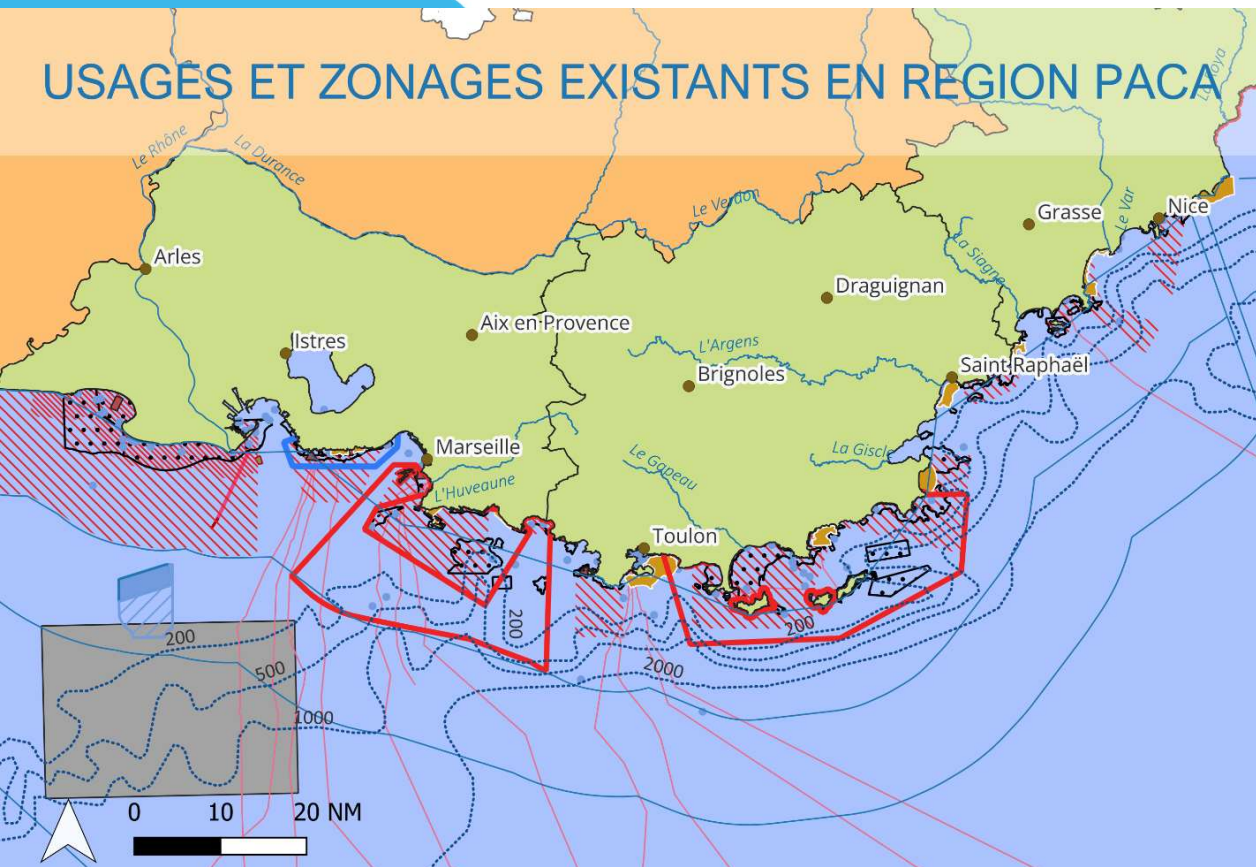 USAGES ET ZONAGES EXISTANTS EN REGION PACA
La Roya
Le Rhône
La Durance
Le Verdon
Le Var
Nice
Grasse
La Siagne
Arles
Draguignan
Aix en Provence
Istres
L'Argens
Saint Raphaël
Brignoles
Marseille
Le Gapeau
La Giscle
L'Huveaune
Toulon
200
200
200
500
2000
1000
0 10 20 NM